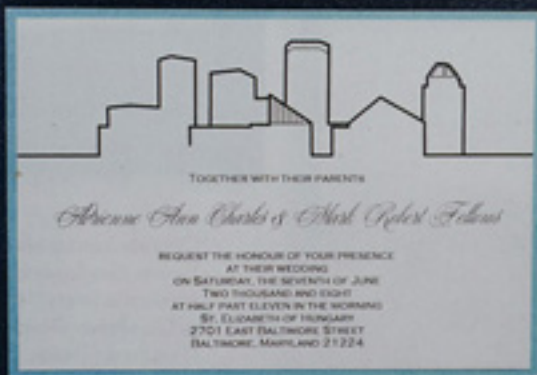 TOGETHER WITH THEIR PARENTS
Adrienne Ann Charles & Mark Robert Fellows
REQUEST THE HONOUR OF YOUR PRESENCE
AT THEIR WEDDING
ON SATURDAY, THE SEVENTH OF JUNE
TWO THOUSAND AND EIGHT
AT HALF PAST ELEVEN IN THE MORNING
ST. ELIZABETH OF HUNGARY
2701 EAST BALTIMORE STREET
BALTIMORE, MARYLAND 21224